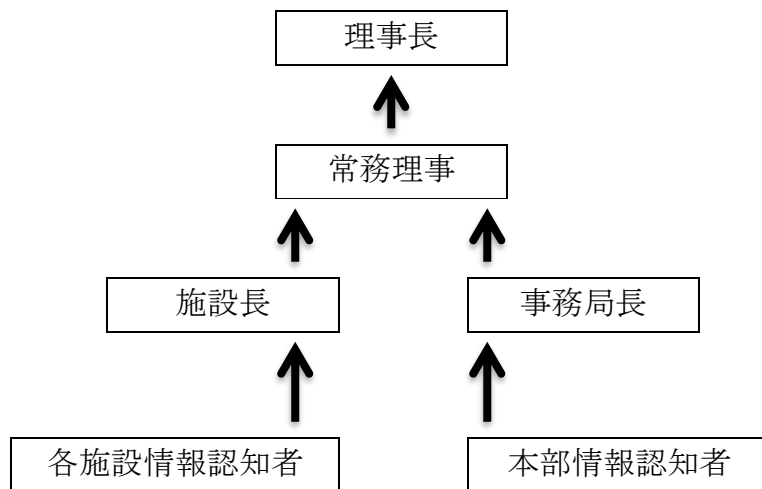 理事長
常務理事
施設長
事務局長
各施設情報認知者
本部情報認知者